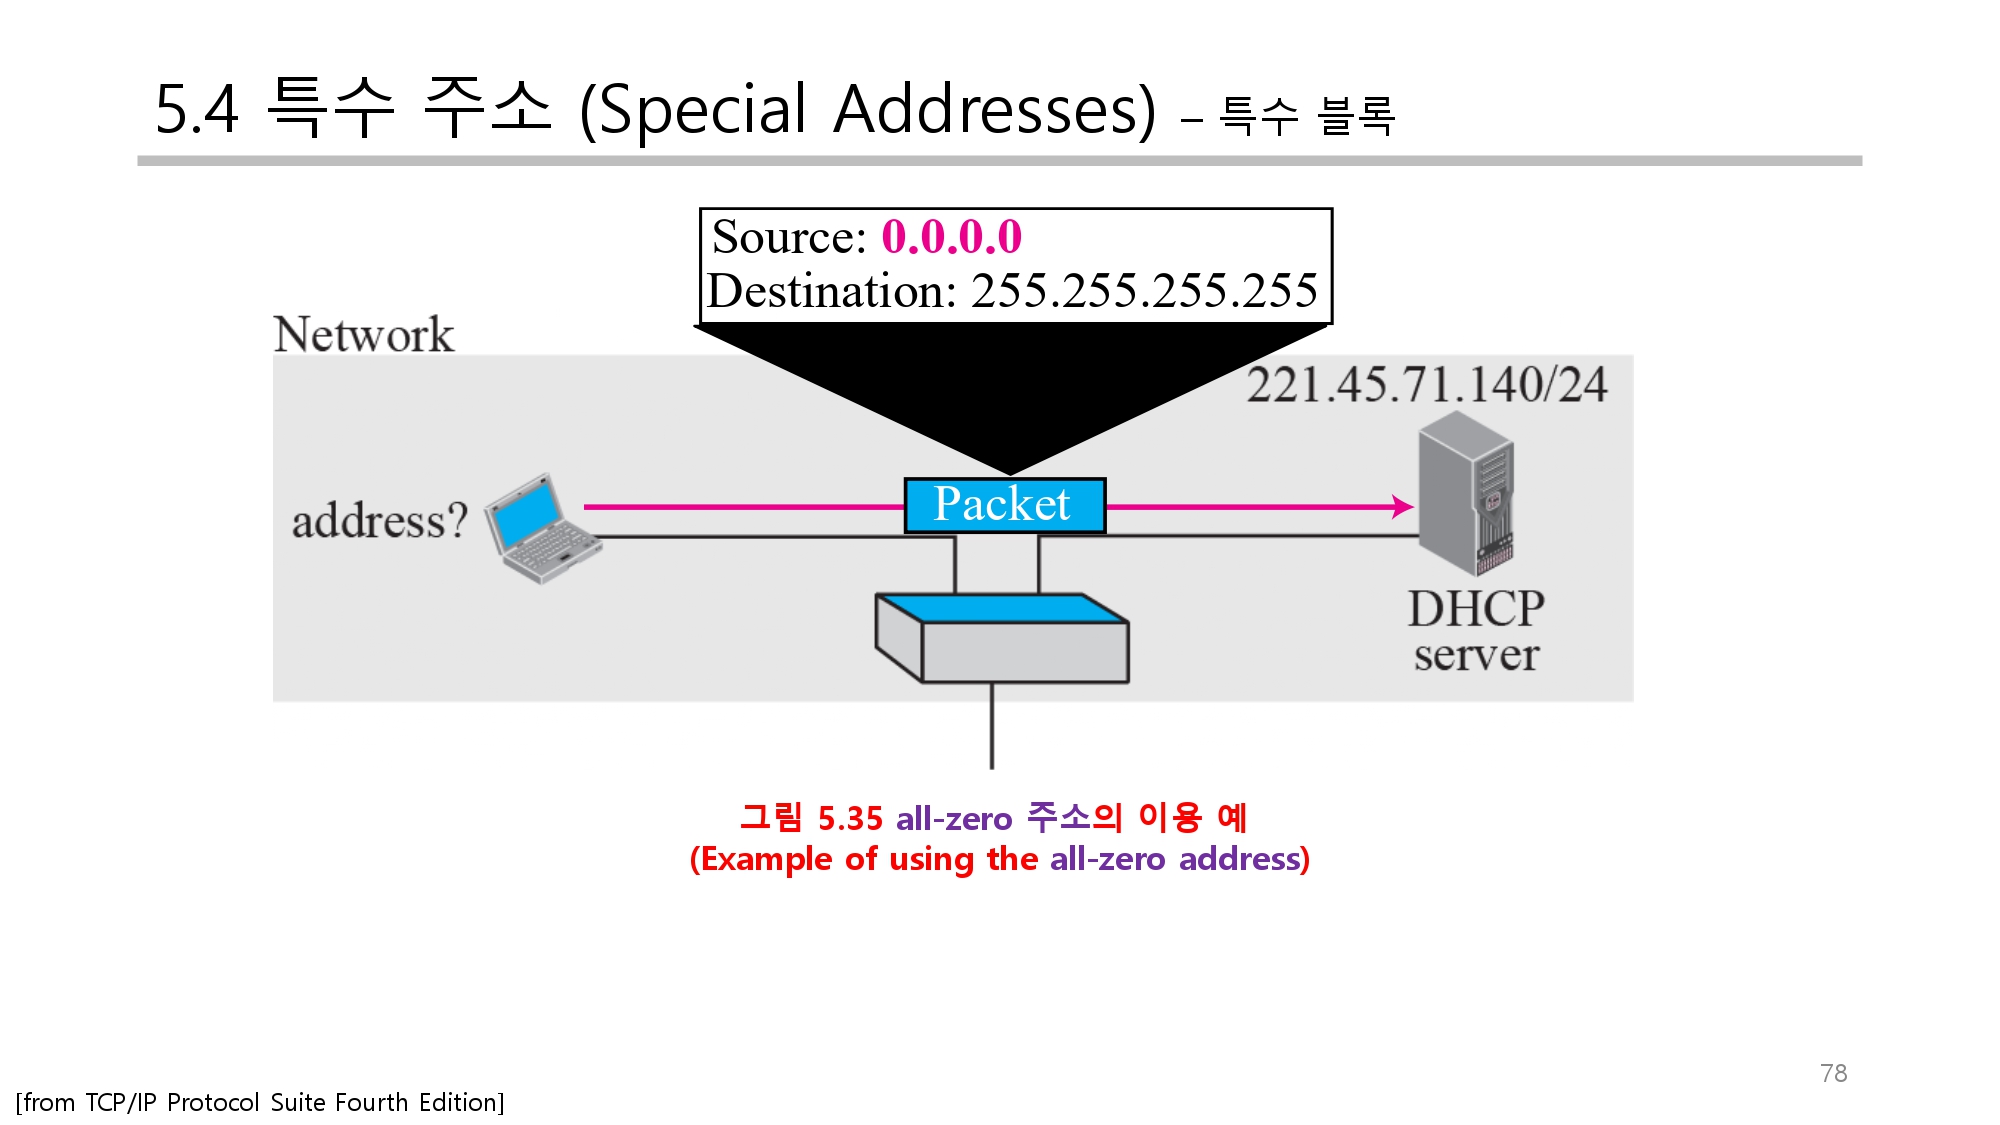 5.4 특수 주소 (Special Addresses) – 특수 블록
Source: 0.0.0.0
Destination: 255.255.255.255
Network
221.45.71.140/24
address?
Packet
DHCP
server
그림 5.35 all-zero 주소의 이용 예
(Example of using the all-zero address)
78
[from TCP/IP Protocol Suite Fourth Edition]